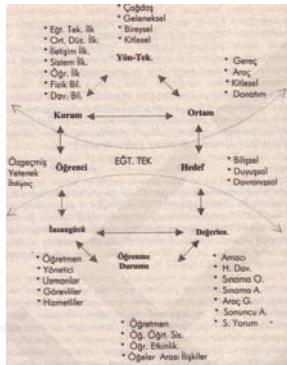 * Çağdaş
* Geleneksel
* Bireysel
* Kitlesel
Yön-Tek.
* Eğt. Tek. İlk
* Ort. Düz. İlk.
* İletişim İlk.
* Sistem İlk.
* Öğr. İlk
* Fizik Bil.
* Dav. Bil.
Kuram
* Gereç
* Araç
* Kitlesel
* Donatım
Ortam
Özgeçmiş
Yetenek
İhtiyaç
Öğrenci
EĞT. TEK
Hedef
* Bilişsel
* Duyuşsal
* Davranışsal
İnsangücü
* Öğretmen
* Yönetici
* Uzmanlar
* Görevliler
* Hizmetliler
Öğrenme
Durumu
Değerlen.
* Amacı
* H. Dav.
* Sınama O.
* Sınama A.
* Araç G.
* Sonuncu A.
* S. Yorum
* Öğretmen
* Öğ. Öğrt. Sis.
* Öğr. Etkinlik.
* Öğeler Arası İlişkiler